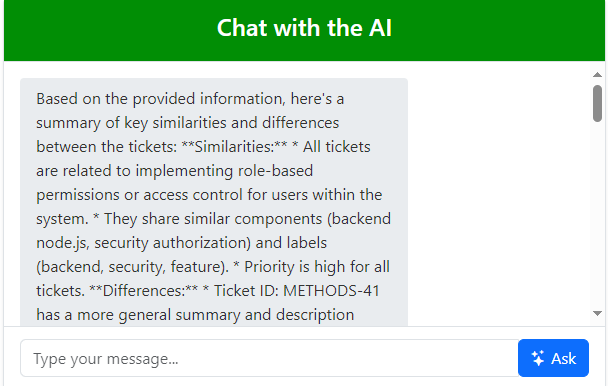 Chat with the AI
Based on the provided information, here's a
summary of key similarities and differences
between the tickets: **Similarities:** * All tickets
are related to implementing role-based
permissions or access control for users within the
system. * They share similar components (backend
node.js, security authorization) and labels
(backend, security, feature). * Priority is high for all
tickets. **Differences:** * Ticket ID: METHODS-41
has a more general summary and description
Type your message...
Ask